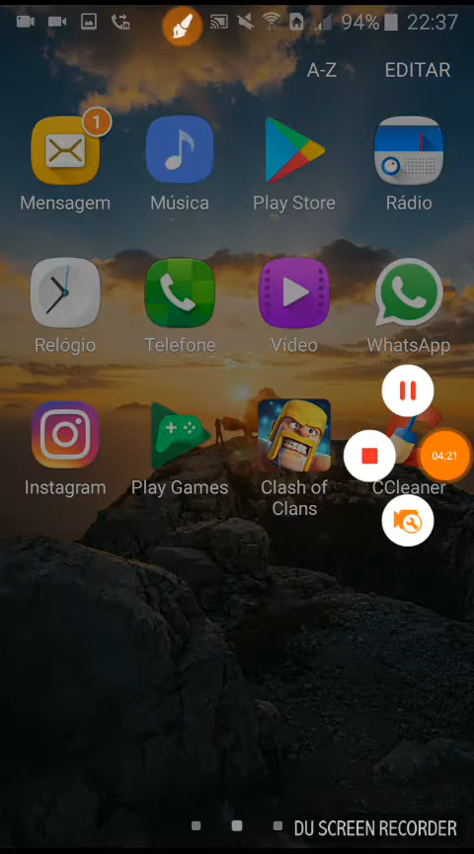 94% 22:37
A-Z EDITAR
1
Mensagem Música Play Store Rádio
Relógio Telefone Vídeo WhatsApp
04:21
Instagram Play Games Clash of Clans CCleaner
DU SCREEN RECORDER